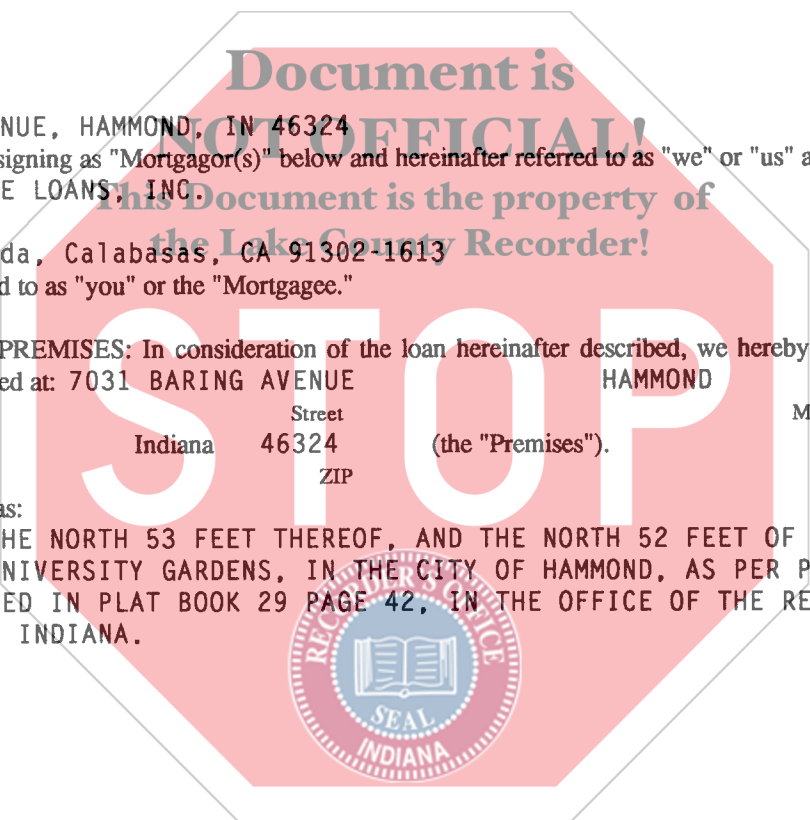 Document is
NUE, HAMMOND, IN 46324
NOT OFFICIAL!
signing as "Mortgagor(s)" below and hereinafter referred to as "we" or "us" a
This Document is the property of
E LOANS, INC.
the Lake County Recorder!
da, Calabasas, CA 91302-1613
d to as "you" or the "Mortgagee."
STOP
PREMISES: In consideration of the loan hereinafter described, we hereby
ed at: 7031 BARING AVENUE HAMMOND
Street M
Indiana 46324 (the "Premises").
ZIP
as:
HE NORTH 53 FEET THEREOF, AND THE NORTH 52 FEET OF
NIVERSITY GARDENS, IN THE CITY OF HAMMOND, AS PER P
ED IN PLAT BOOK 29 PAGE 42, IN THE OFFICE OF THE RE
INDIANA.
RECORDER'S OFFICE
SEAL
INDIANA